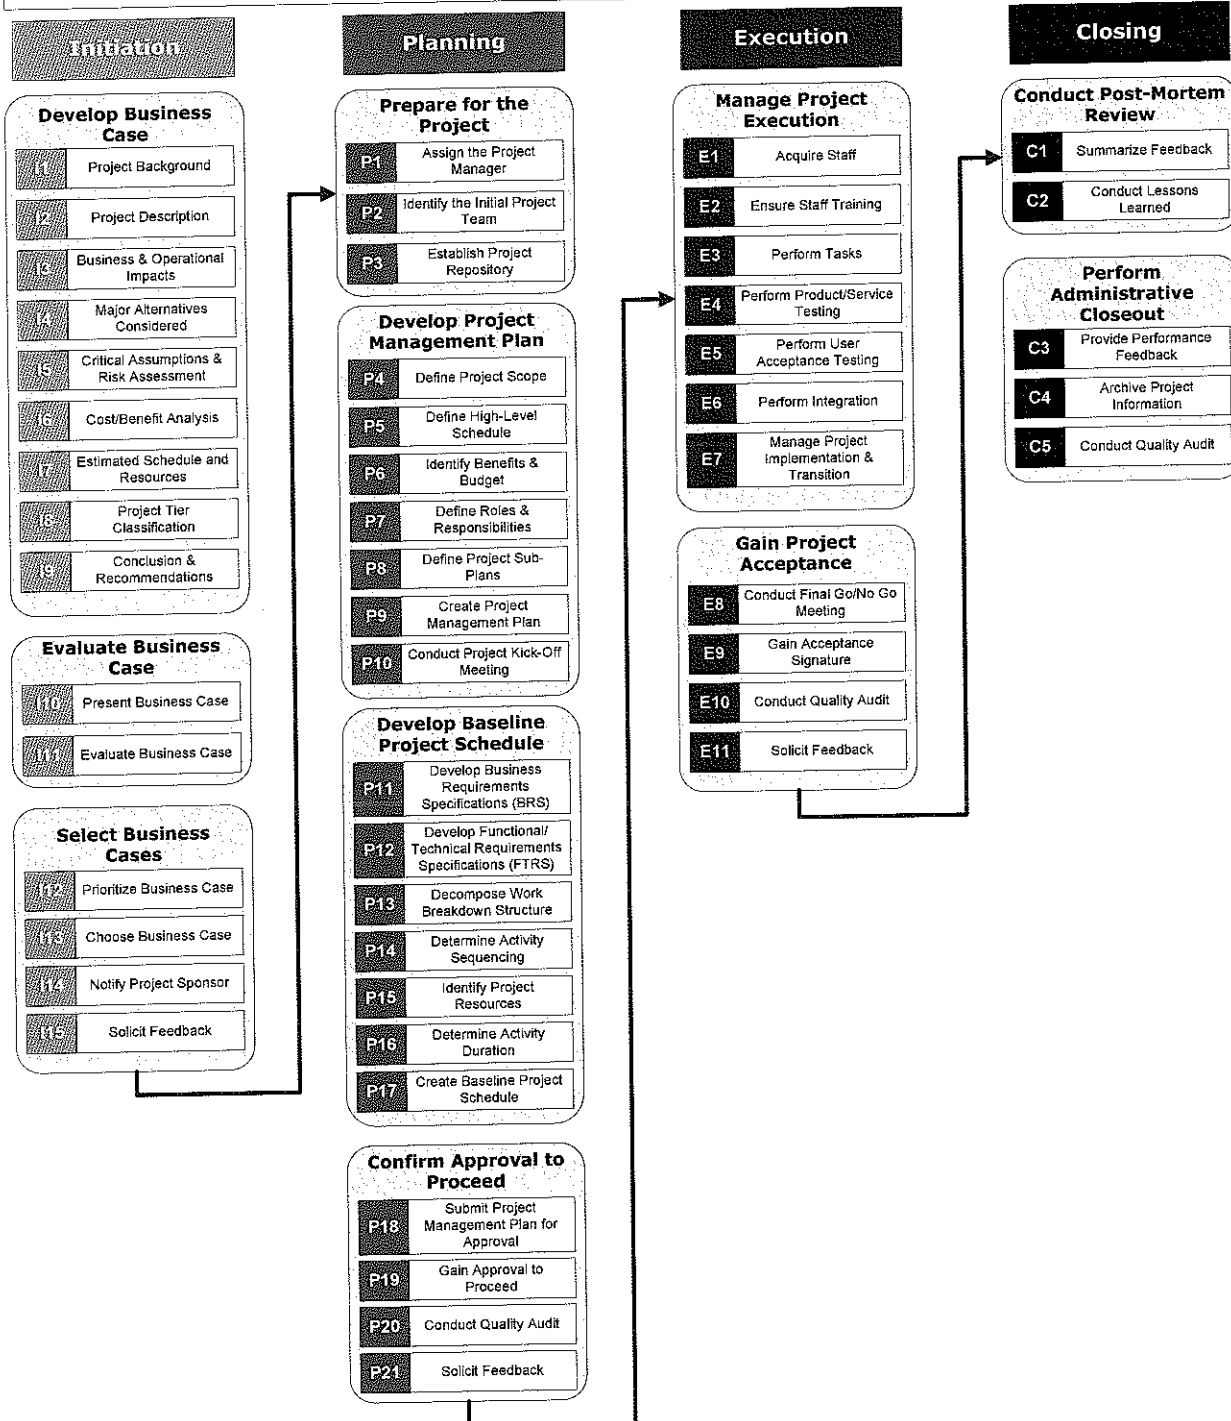 Initiation
Develop Business
Case
I1
Project Background
I2
Project Description
I3
Business & Operational
Impacts
I4
Major Alternatives
Considered
I5
Critical Assumptions &
Risk Assessment
I6
Cost/Benefit Analysis
I7
Estimated Schedule and
Resources
I8
Project Tier
Classification
I9
Conclusion &
Recommendations
Evaluate Business
Case
I10
Present Business Case
I11
Evaluate Business Case
Select Business
Cases
I12
Prioritize Business Case
I13
Choose Business Case
I14
Notify Project Sponsor
I15
Solicit Feedback
Planning
Prepare for the
Project
P1
Assign the Project
Manager
P2
Identify the Initial Project
Team
P3
Establish Project
Repository
Develop Project
Management Plan
P4
Define Project Scope
P5
Define High-Level
Schedule
P6
Identify Benefits &
Budget
P7
Define Roles &
Responsibilities
P8
Define Project Sub-
Plans
P9
Create Project
Management Plan
P10
Conduct Project Kick-Off
Meeting
Develop Baseline
Project Schedule
P11
Develop Business
Requirements
Specifications (BRS)
P12
Develop Functional/
Technical Requirements
Specifications (FTRS)
P13
Decompose Work
Breakdown Structure
P14
Determine Activity
Sequencing
P15
Identify Project
Resources
P16
Determine Activity
Duration
P17
Create Baseline Project
Schedule
Confirm Approval to
Proceed
P18
Submit Project
Management Plan for
Approval
P19
Gain Approval to
Proceed
P20
Conduct Quality Audit
P21
Solicit Feedback
Execution
Manage Project
Execution
E1
Acquire Staff
E2
Ensure Staff Training
E3
Perform Tasks
E4
Perform Product/Service
Testing
E5
Perform User
Acceptance Testing
E6
Perform Integration
E7
Manage Project
Implementation &
Transition
Gain Project
Acceptance
E8
Conduct Final Go/No Go
Meeting
E9
Gain Acceptance
Signature
E10
Conduct Quality Audit
E11
Solicit Feedback
Closing
Conduct Post-Mortem
Review
C1
Summarize Feedback
C2
Conduct Lessons
Learned
Perform
Administrative
Closeout
C3
Provide Performance
Feedback
C4
Archive Project
Information
C5
Conduct Quality Audit